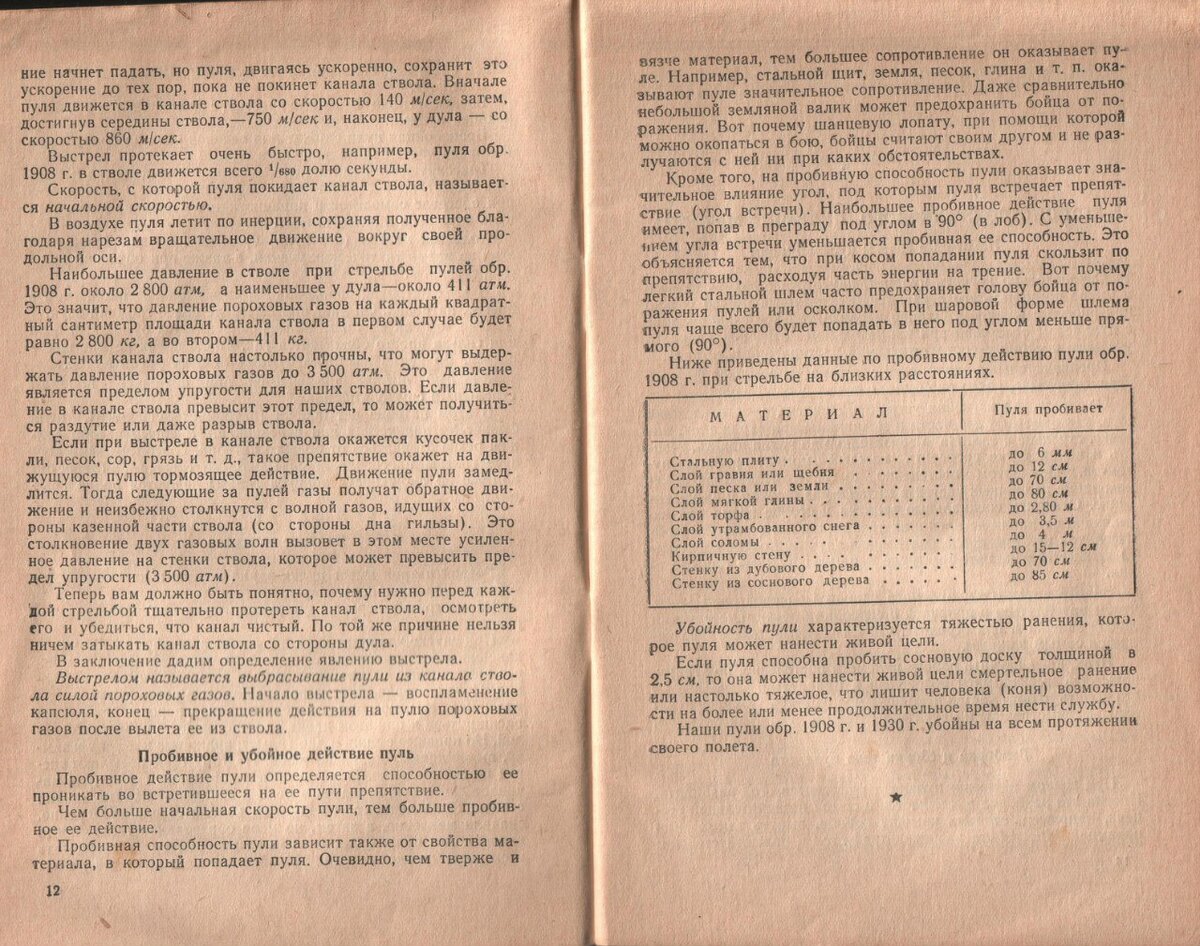 ние начнет падать, но пуля, двигаясь ускоренно, сохранит это
ускорение до тех пор, пока не покинет канала ствола. Вначале
пуля движется в канале ствола со скоростью 140 м/сек, затем,
достигнув середины ствола,—750 м/сек и, наконец, у дула — со
скоростью 860 м/сек.
Выстрел протекает очень быстро, например, пуля обр.
1908 г. в стволе движется всего 1/680 долю секунды.
Скорость, с которой пуля покидает канал ствола, называет-
ся начальной скоростью.
В воздухе пуля летит по инерции, сохраняя полученное бла-
годаря нарезам вращательное движение вокруг своей про-
дольной оси.
Наибольшее давление в стволе при стрельбе пулей обр.
1908 г. около 2 800 атм, а наименьшее у дула—около 411 атм.
Это значит, что давление пороховых газов на каждый квадрат-
ный сантиметр площади канала ствола в первом случае будет
равно 2 800 кг, а во втором—411 кг.
Стенки канала ствола настолько прочны, что могут выдер-
жать давление пороховых газов до 3 500 атм. Это давление
является пределом упругости для наших стволов. Если давле-
ние в канале ствола превысит этот предел, то может получить-
ся раздутие или даже разрыв ствола.
Если при выстреле в канале ствола окажется кусочек пак-
ли, песок, сор, грязь и т. д., такое препятствие окажет на дви-
жущуюся пулю тормозящее действие. Движение пули замед-
лится. Тогда следующие за пулей газы получат обратное дви-
жение и неизбежно столкнутся с волной газов, идущих со сто-
роны казенной части ствола (со стороны дна гильзы). Это
столкновение двух газовых волн вызовет в этом месте усилен-
ное давление на стенки ствола, которое может превысить пре-
дел упругости (3 500 атм).
Теперь вам должно быть понятно, почему нужно перед каж-
дой стрельбой тщательно протереть канал ствола, осмотреть
его и убедиться, что канал чистый. По той же причине нельзя
ничем затыкать канал ствола со стороны дула.
В заключение дадим определение явлению выстрела.
Выстрелом называется выбрасывание пули из канала ство-
ла силой пороховых газов. Начало выстрела — воспламенение
капсюля, конец — прекращение действия на пулю пороховых
газов после вылета ее из ствола.
Пробивное и убойное действие пуль
Пробивное действие пули определяется способностью ее
проникать во встретившееся на ее пути препятствие.
Чем больше начальная скорость пули, тем больше пробив-
ное ее действие.
Пробивная способность пули зависит также от свойства ма-
териала, в который попадает пуля. Очевидно, чем тверже и
12
вязче материал, тем большее сопротивление он оказывает пу-
ле. Например, стальной щит, земля, песок, глина и т. п. ока-
зывают пуле значительное сопротивление. Даже сравнительно
небольшой земляной валик может предохранить бойца от по-
ражения. Вот почему шанцевую лопату, при помощи которой
можно окопаться в бою, бойцы считают своим другом и не раз-
лучаются с ней ни при каких обстоятельствах.
Кроме того, на пробивную способность пули оказывает зна-
чительное влияние угол, под которым пуля встречает препят-
ствие (угол встречи). Наибольшее пробивное действие пуля
имеет, попав в преграду под углом в 90° (в лоб). С уменьше-
нием угла встречи уменьшается пробивная ее способность. Это
объясняется тем, что при косом попадании пуля скользит по
препятствию, расходуя часть энергии на трение. Вот почему
легкий стальной шлем часто предохраняет голову бойца от по-
ражения пулей или осколком. При шаровой форме шлема
пуля чаще всего будет попадать в него под углом меньше пря-
мого (90°).
Ниже приведены данные по пробивному действию пули обр.
1908 г. при стрельбе на близких расстояниях.
МАТЕРИАЛ Пуля пробивает
Стальную плиту . . . . . . . . . . . . до 6 мм
Слой гравия или щебня . . . . . . . . до 12 см
Слой песка или земли . . . . . . . . . до 70 см
Слой мягкой глины . . . . . . . . . . . до 80 см
Слой торфа . . . . . . . . . . . . . . до 2,80 м
Слой утрамбованного снега . . . . . . . до 3,5 м
Слой соломы . . . . . . . . . . . . . до 4 м
Кирпичную стену . . . . . . . . . . . до 15—12 см
Стенку из дубового дерева . . . . . . . до 70 см
Стенку из соснового дерева . . . . . . до 85 см
Убойность пули характеризуется тяжестью ранения, кото-
рое пуля может нанести живой цели.
Если пуля способна пробить сосновую доску толщиной в
2,5 см, то она может нанести живой цели смертельное ранение
или настолько тяжелое, что лишит человека (коня) возможно-
сти на более или менее продолжительное время нести службу.
Наши пули обр. 1908 г. и 1930 г. убойны на всем протяжении
своего полета.